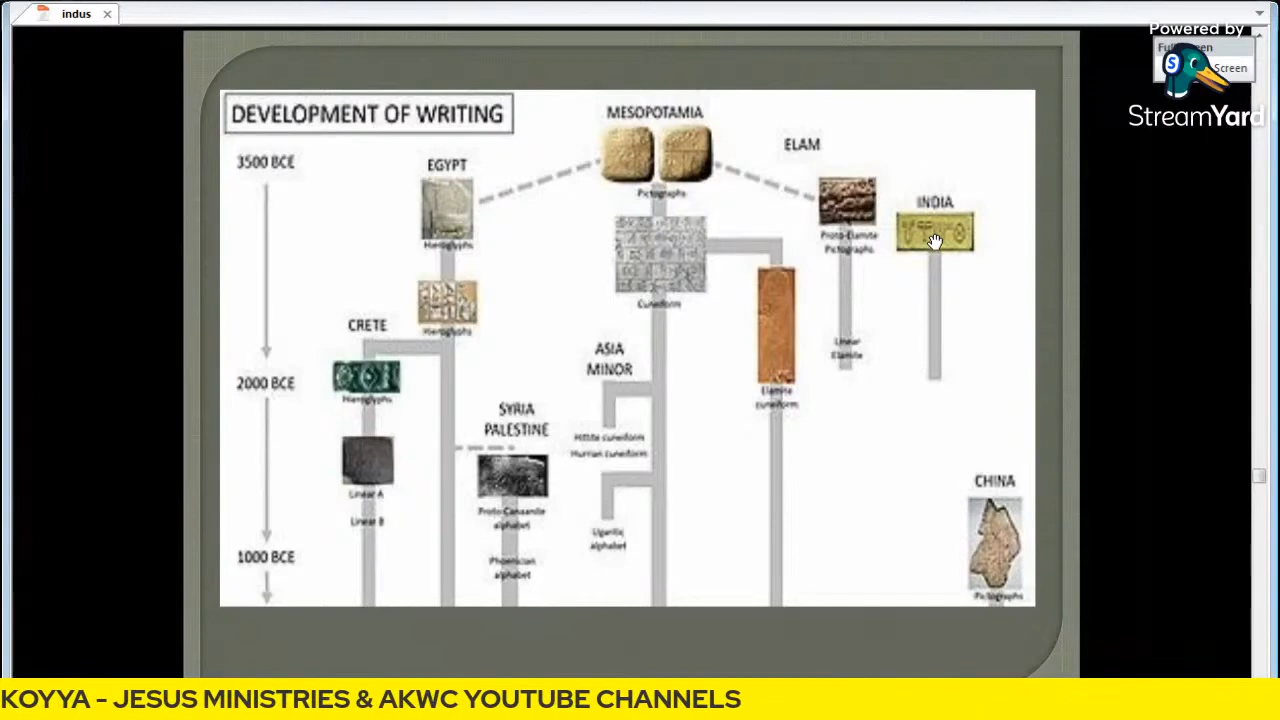 indus
Powered by
Full Screen
Screen
StreamYard
DEVELOPMENT OF WRITING
3500 BCE
2000 BCE
1000 BCE
MESOPOTAMIA
Pictographs
Cuneiform
EGYPT
Hieroglyphs
Hieroglyphs
CRETE
Hieroglyphs
Linear A
Linear B
SYRIA
PALESTINE
Proto-Canaanite
alphabet
Phoenician
alphabet
ASIA
MINOR
Hittite cuneiform
Hurrian cuneiform
Ugaritic
alphabet
ELAM
Proto-Elamite
Pictographs
Linear
Elamite
Elamite
cuneiform
INDIA
CHINA
Pictographs
KOYYA - JESUS MINISTRIES & AKWC YOUTUBE CHANNELS